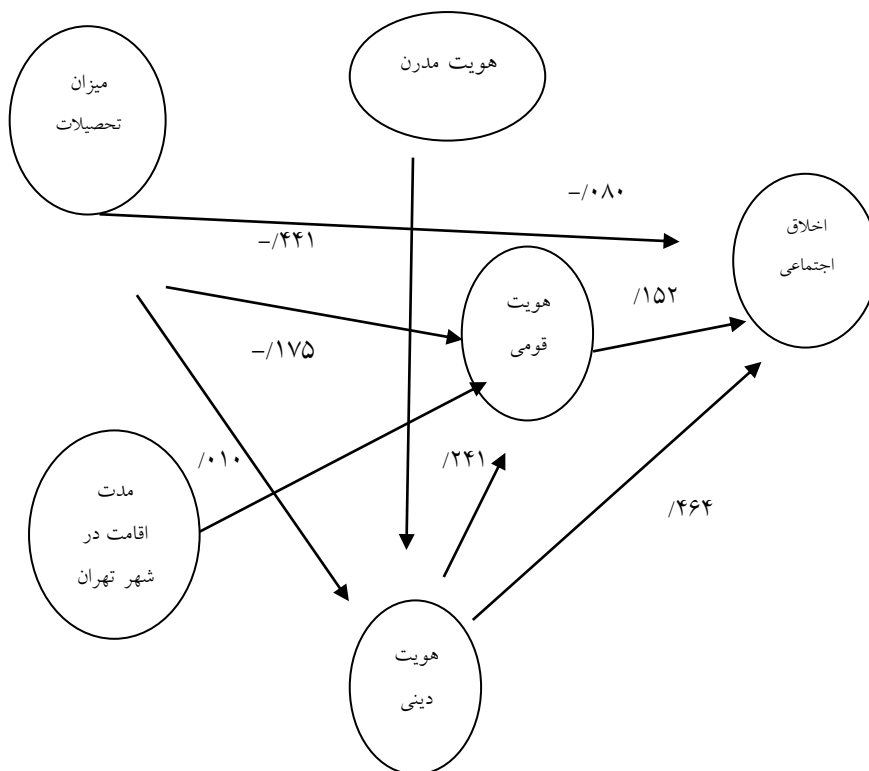 هویت مدرن
میزان
تحصیلات
-/۰۸۰
اخلاق
اجتماعی
-/۴۴۱
هویت
قومی
/۱۵۲
-/۱۷۵
مدت
اقامت در
شهر تهران
/۰۱۰
/۲۴۱
/۴۶۴
هویت
دینی